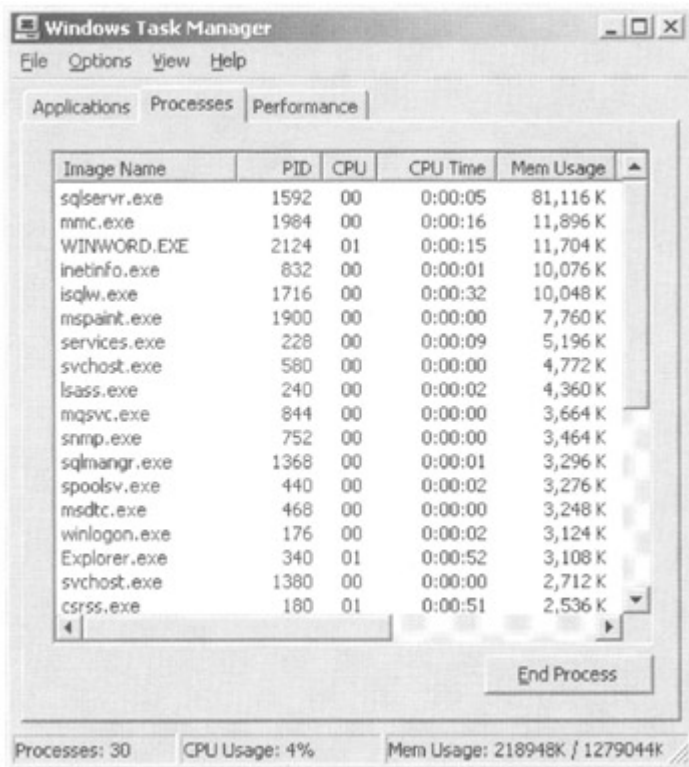 Windows Task Manager
File Options View Help
Applications Processes Performance
Image Name PID CPU CPU Time Mem Usage
sqlservr.exe 1592 00 0:00:05 81,116 K
mmc.exe 1984 00 0:00:16 11,896 K
WINWORD.EXE 2124 01 0:00:15 11,704 K
inetinfo.exe 832 00 0:00:01 10,076 K
isqlw.exe 1716 00 0:00:32 10,048 K
mspaint.exe 1900 00 0:00:00 7,760 K
services.exe 228 00 0:00:09 5,196 K
svchost.exe 580 00 0:00:00 4,772 K
lsass.exe 240 00 0:00:02 4,360 K
mqsvc.exe 844 00 0:00:00 3,664 K
snmp.exe 752 00 0:00:00 3,464 K
sqlmangr.exe 1368 00 0:00:01 3,296 K
spoolsv.exe 440 00 0:00:02 3,276 K
msdtc.exe 468 00 0:00:00 3,248 K
winlogon.exe 176 00 0:00:02 3,124 K
Explorer.exe 340 01 0:00:52 3,108 K
svchost.exe 1380 00 0:00:00 2,712 K
csrss.exe 180 01 0:00:51 2,536 K
End Process
Processes: 30 CPU Usage: 4% Mem Usage: 218948K / 1279044K